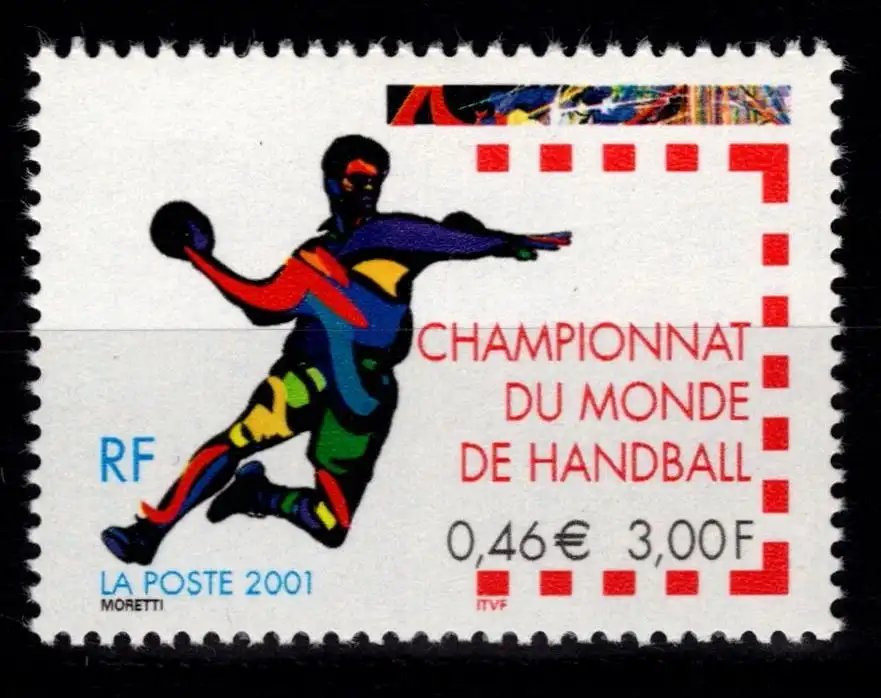 CHAMPIONNAT
DU MONDE
DE HANDBALL
RF
0,46€ 3,00F
LA POSTE 2001
MORETTI
ITVF